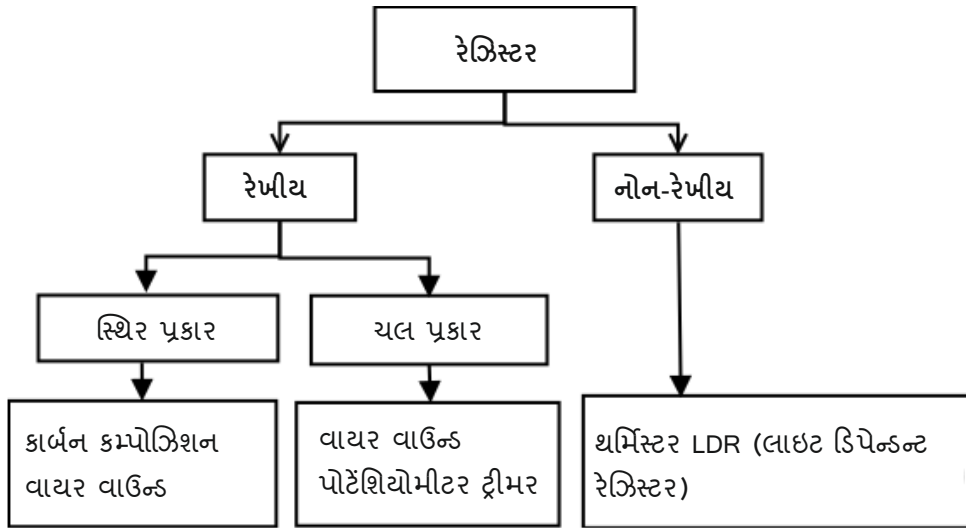 રેઝિસ્ટર
રેખીય
નોન-રેખીય
સ્થિર પ્રકાર
ચલ પ્રકાર
કાર્બન કમ્પોઝિશન
વાયર વાઉન્ડ
વાયર વાઉન્ડ
પોટેંશિયોમીટર ટ્રીમર
થર્મિસ્ટર LDR (લાઇટ ડિપેન્ડન્ટ
રેઝિસ્ટર)